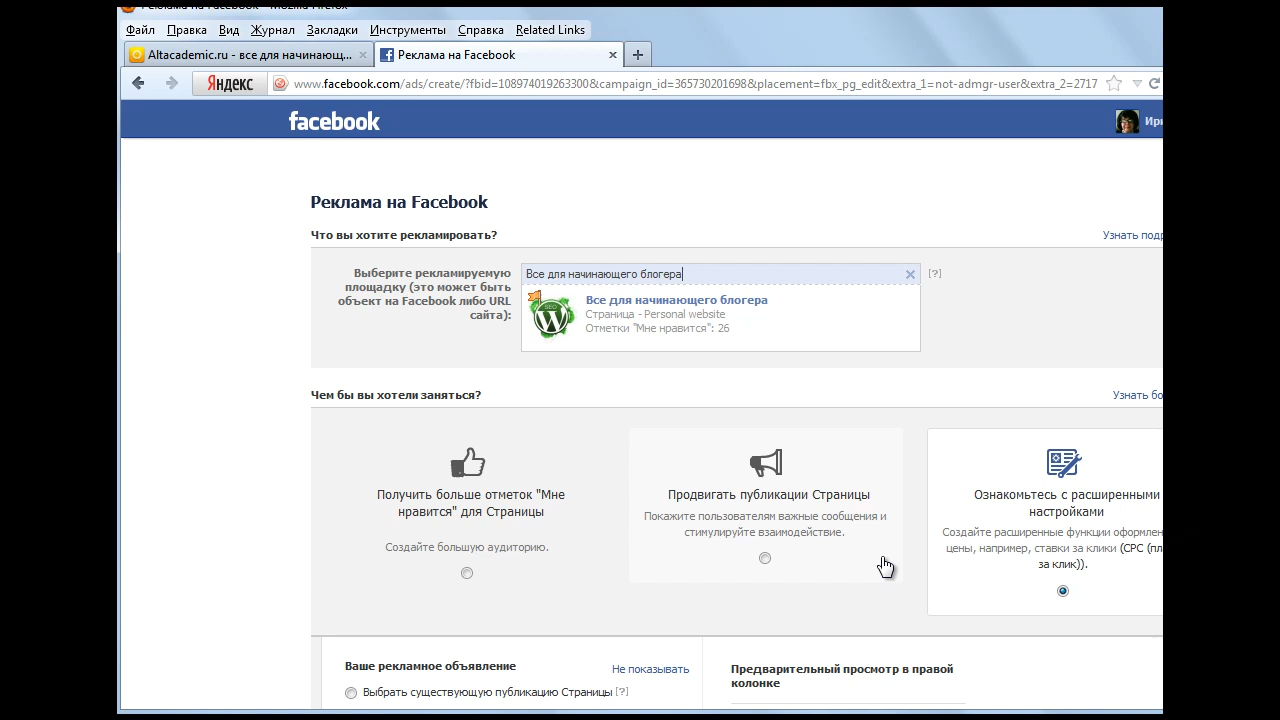 Реклама на Facebook - Mozilla Firefox
Файл Правка Вид Журнал Закладки Инструменты Справка Related Links
Altacademic.ru - все для начинающ... Реклама на Facebook
Яндекс www.facebook.com/ads/create/?fbid=108974019263300&campaign_id=365730201698&placement=fbx_pg_edit&extra_1=not-admgr-user&extra_2=2717
facebook Ири
Реклама на Facebook
Что вы хотите рекламировать? Узнать подр
Выберите рекламируемую
площадку (это может быть
объект на Facebook либо URL
сайта):
Все для начинающего блогера [?]
SEO
Все для начинающего блогера
Страница - Personal website
Отметки "Мне нравится": 26
Чем бы вы хотели заняться? Узнать бо
Получить больше отметок "Мне
нравится" для Страницы
Создайте большую аудиторию.
Продвигать публикации Страницы
Покажите пользователям важные сообщения и
стимулируйте взаимодействие.
Ознакомьтесь с расширенными
настройками
Создайте расширенные функции оформлен
цены, например, ставки за клики (CPC (пл
за клик)).
Ваше рекламное объявление Не показывать
Выбрать существующую публикацию Страницы [?]
Предварительный просмотр в правой
колонке